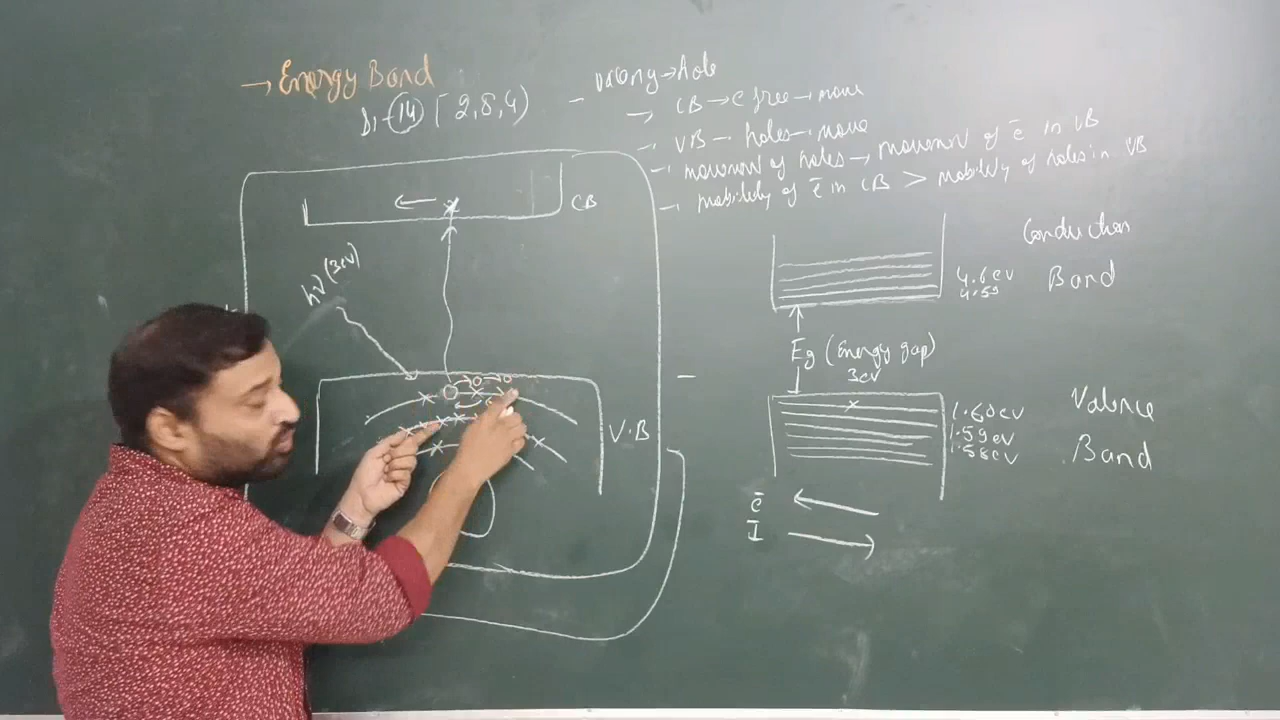 → Energy Band
Si - 14 [2,8,4)
- vacancy → hole
→ CB → e free → move
- VB - holes → move
- movement of holes → movement of e̅ in VB
- mobility of e̅ in CB > mobility of holes in VB
CB
hν (3ev)
V.B
Conduction
Band
4.6ev
4.59
Eg (Energy gap)
3ev
1.60ev
1.59ev
1.58ev
Valence
Band
e̅
I